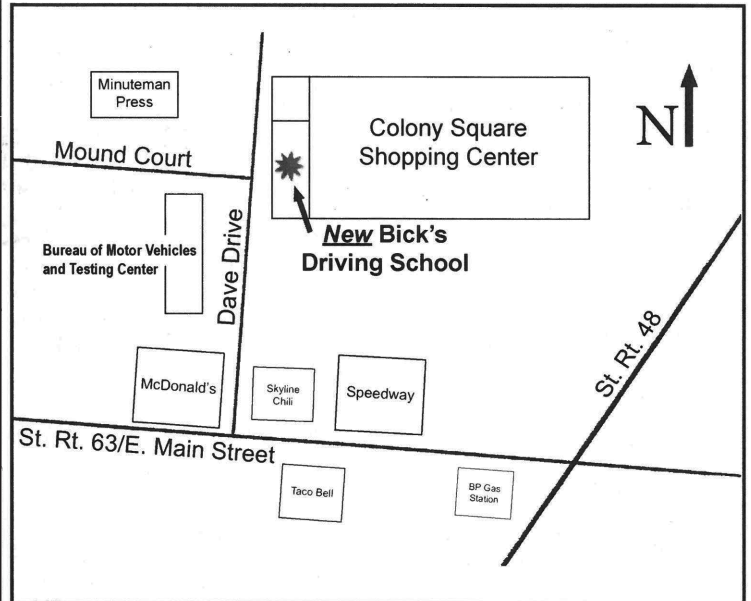 Minuteman
Press
Colony Square
Shopping Center
N
Mound Court
New Bick's
Driving School
Bureau of Motor Vehicles
and Testing Center
Dave Drive
St. Rt. 48
McDonald's
Skyline
Chili
Speedway
St. Rt. 63/E. Main Street
Taco Bell
BP Gas
Station